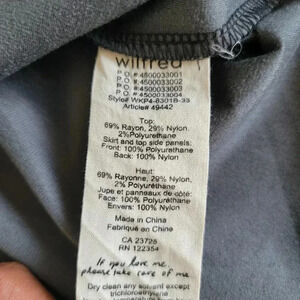 wilfred
P.O.#4500033001
P.O.#4500033002
P.O.#4500033003
P.O.#4500033004
Style# WKP4-8301B-33
Article# 49442
Top:
69% Rayon, 29% Nylon,
2%Polyurethane
Skirt and top side panels:
Front: 100% Polyurethane
Back: 100% Nylon
Haut:
69% Rayonne, 29% Nylon,
2% Polyuréthane
Jupe et panneaux de côté:
Face: 100% Polyuréthane
Envers: 100% Nylon
Made in China
Fabriqué en Chine
CA 23725
RN 122354
If you love me
please take care of me
Dry clean any solvent except
trichloroethylene